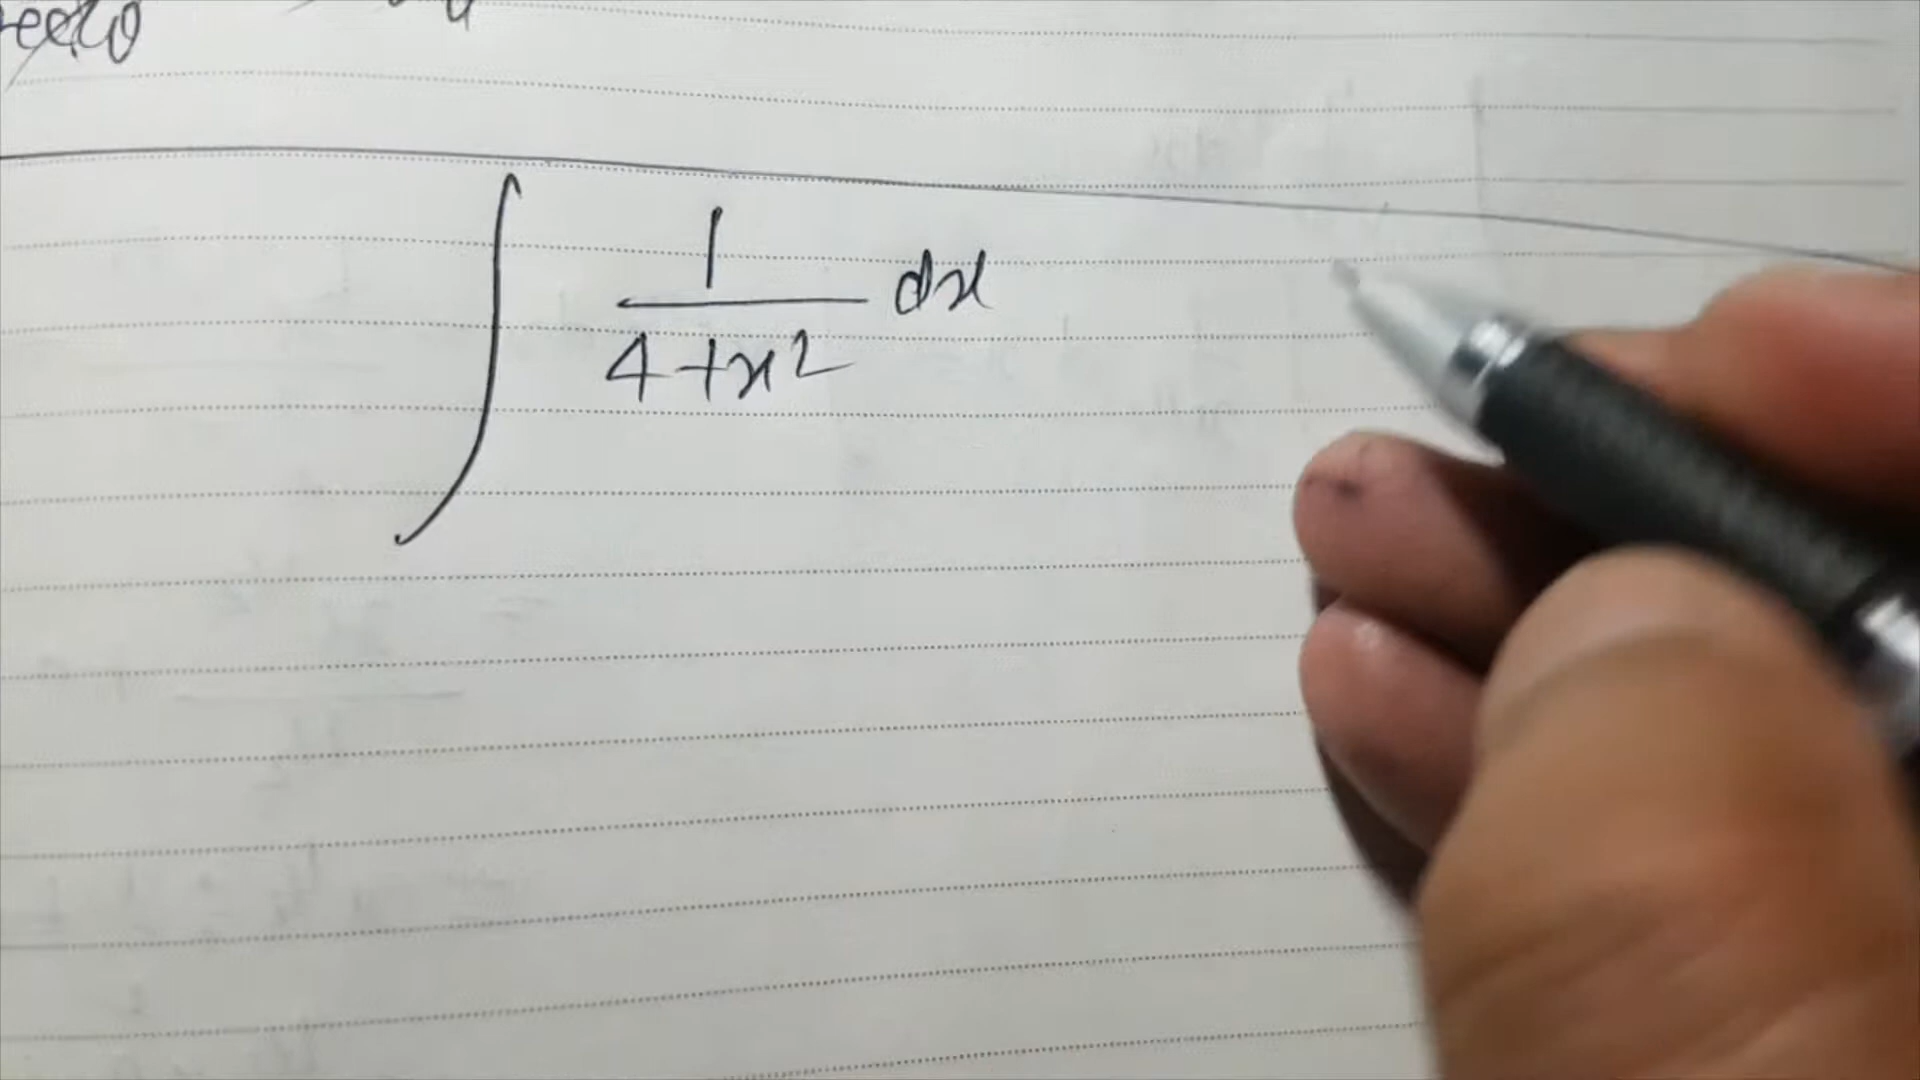 ∫ 1/(4+x²) dx